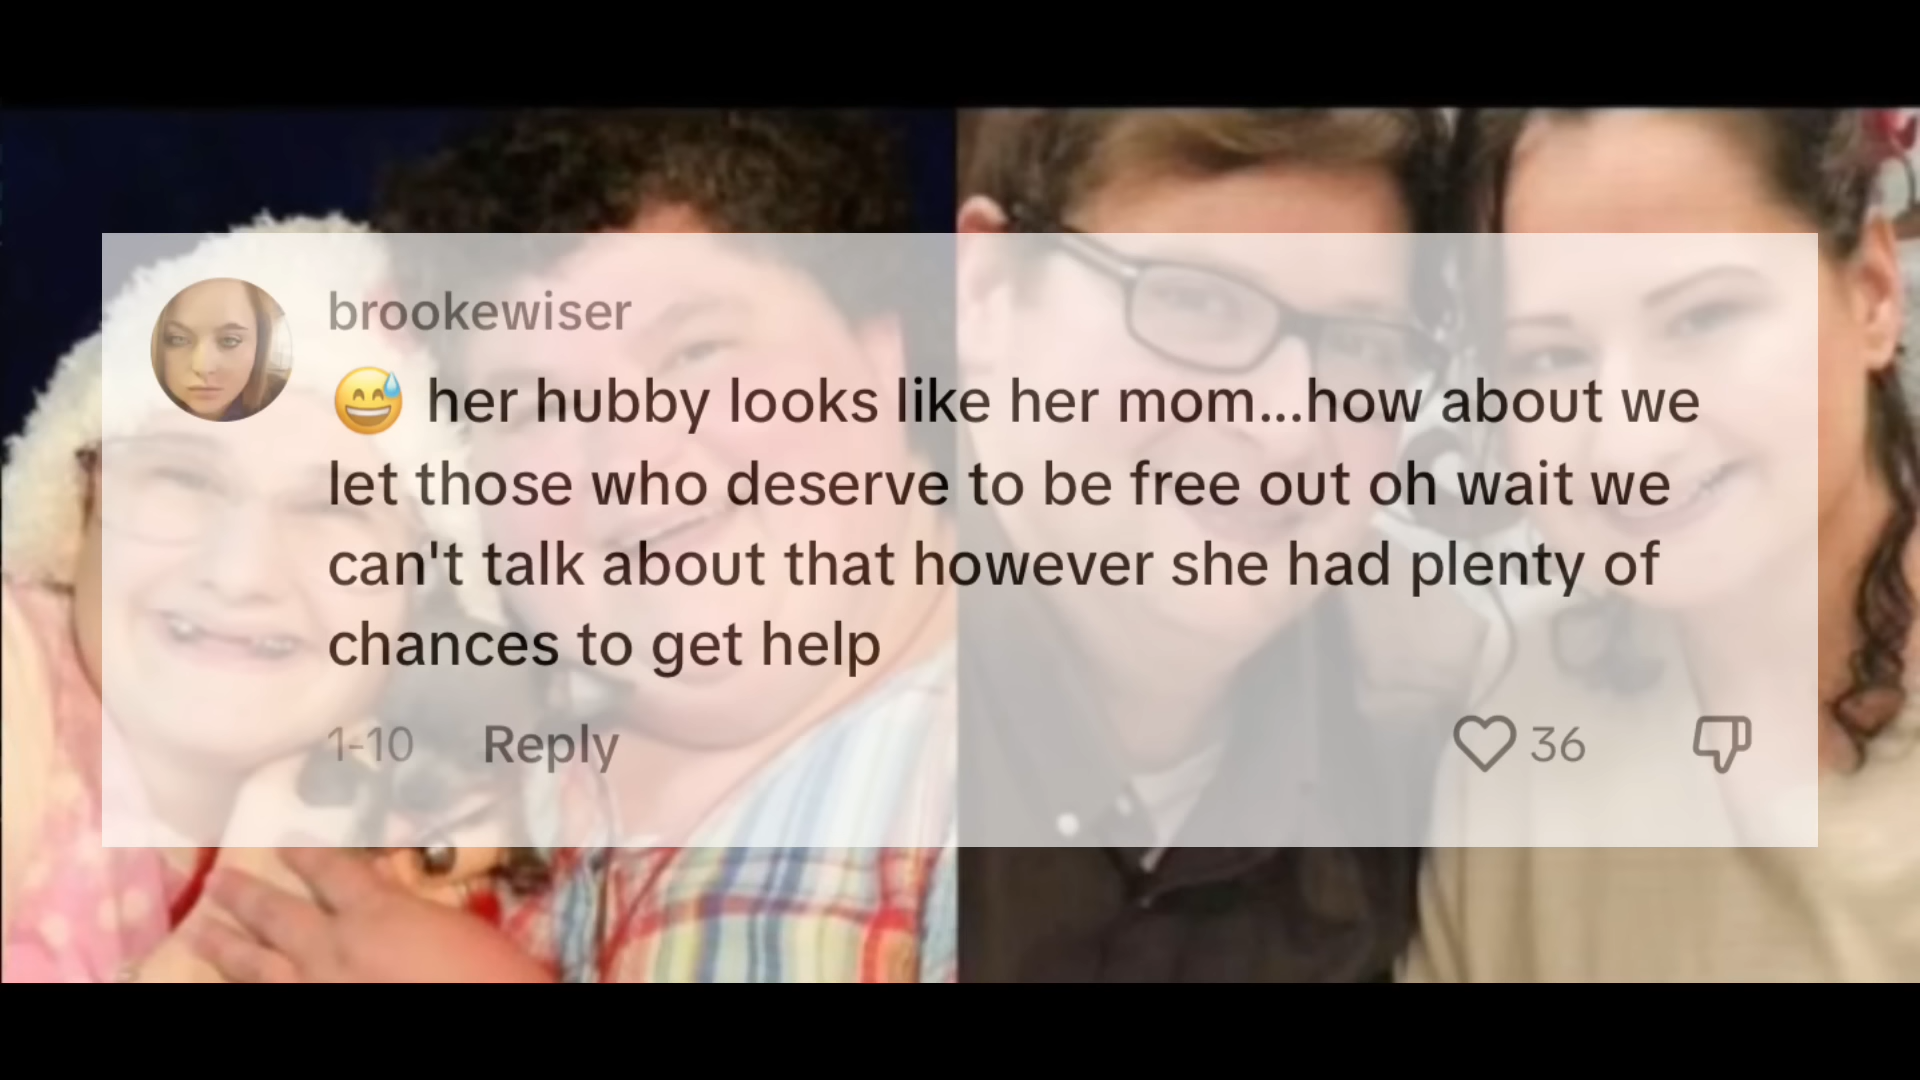 brookewiser
😅 her hubby looks like her mom...how about we
let those who deserve to be free out oh wait we
can't talk about that however she had plenty of
chances to get help
1-10 Reply 36